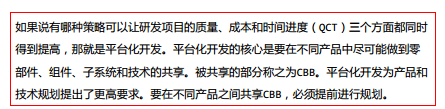 如果说有哪种策略可以让研发项目的质量、成本和时间进度（QCT）三个方面都同时
得到提高，那就是平台化开发。平台化开发的核心是要在不同产品中尽可能做到零
部件、组件、子系统和技术的共享。被共享的部分称之为CBB。平台化开发为产品和
技术规划提出了更高要求。要在不同产品之间共享CBB，必须提前进行规划。